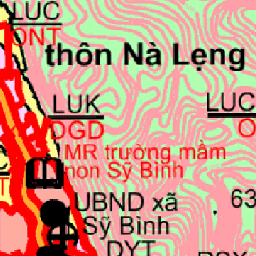 LUC
ONT
thôn Nà Lẹng
LUK
LUC
DGD
MR trường mầm
non Sỹ Bình
UBND xã
Sỹ Bình
63
DYT